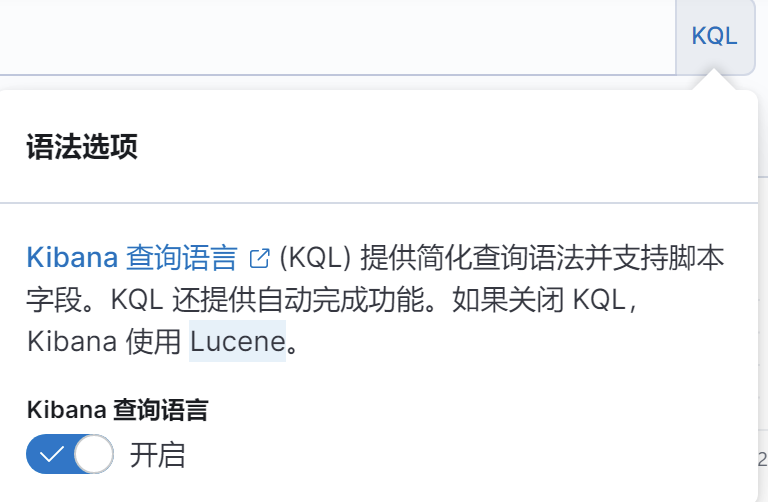 KQL
语法选项
Kibana 查询语言 (KQL) 提供简化查询语法并支持脚本
字段。KQL 还提供自动完成功能。如果关闭 KQL，
Kibana 使用 Lucene。
Kibana 查询语言
开启
2